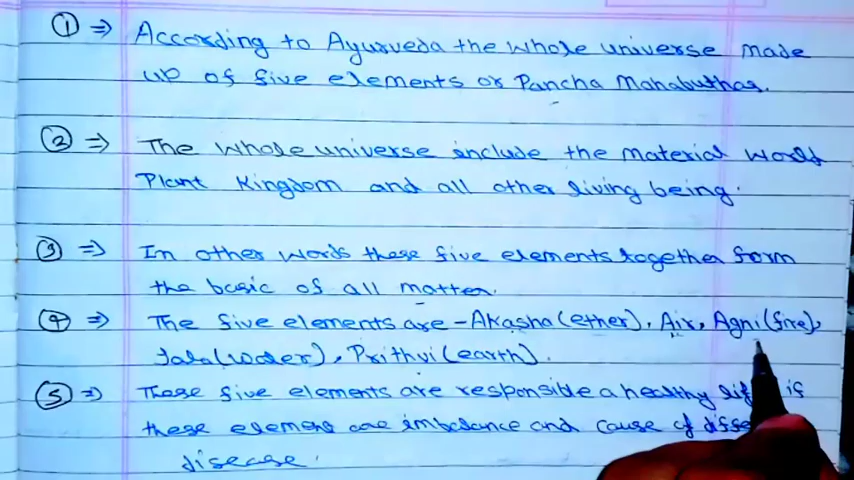 ① ⇒ According to Ayurveda the whole universe made
up of five elements or Pancha Mahabuthas.
② ⇒ The whole universe include the material world
Plant Kingdom and all other living being.
③ ⇒ In other words these five elements together form
the basic of all matter.
④ ⇒ The five elements are - Akasha (ether), Air, Agni (fire),
Jala (water), Prithvi (earth).
⑤ ⇒ These five elements are responsible a healthy if
these element are imbalance and cause of
disease.